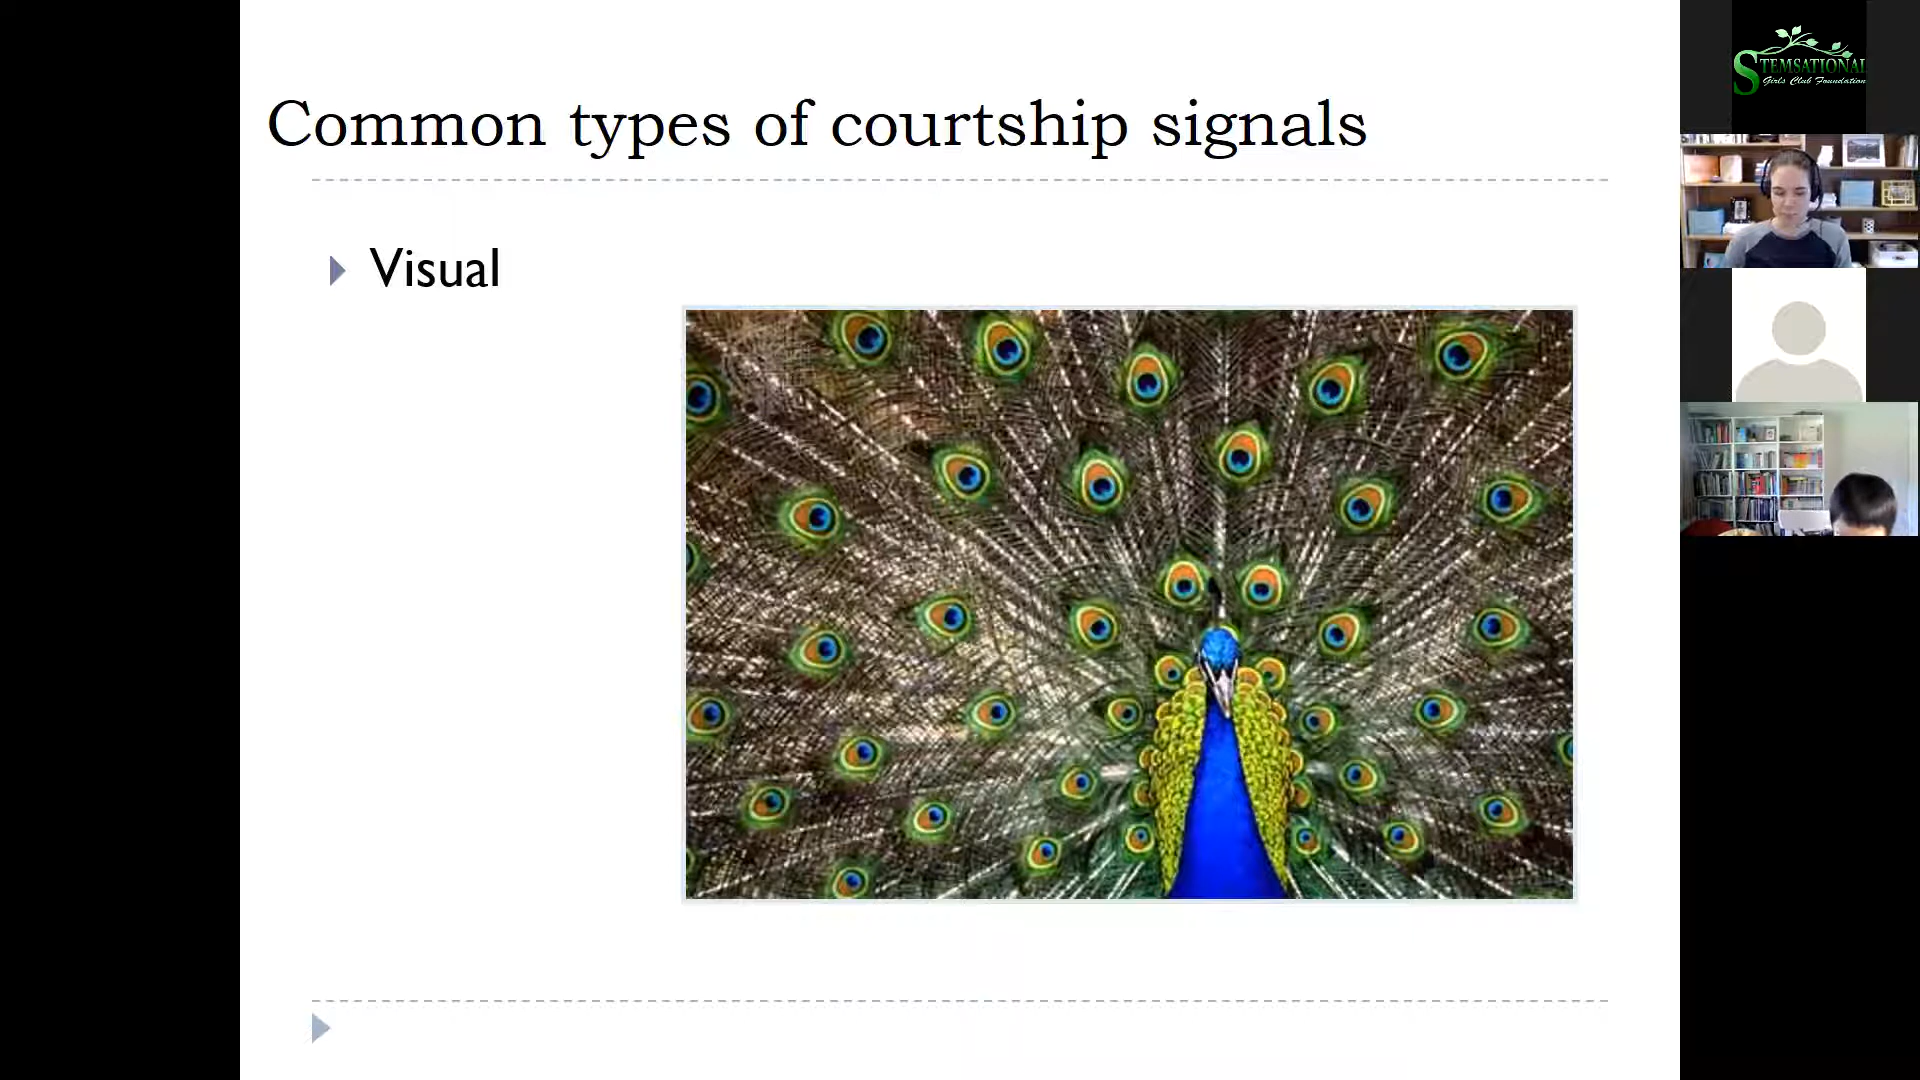 Common types of courtship signals
Visual
STEMSATIONAL
Girls Club Foundation